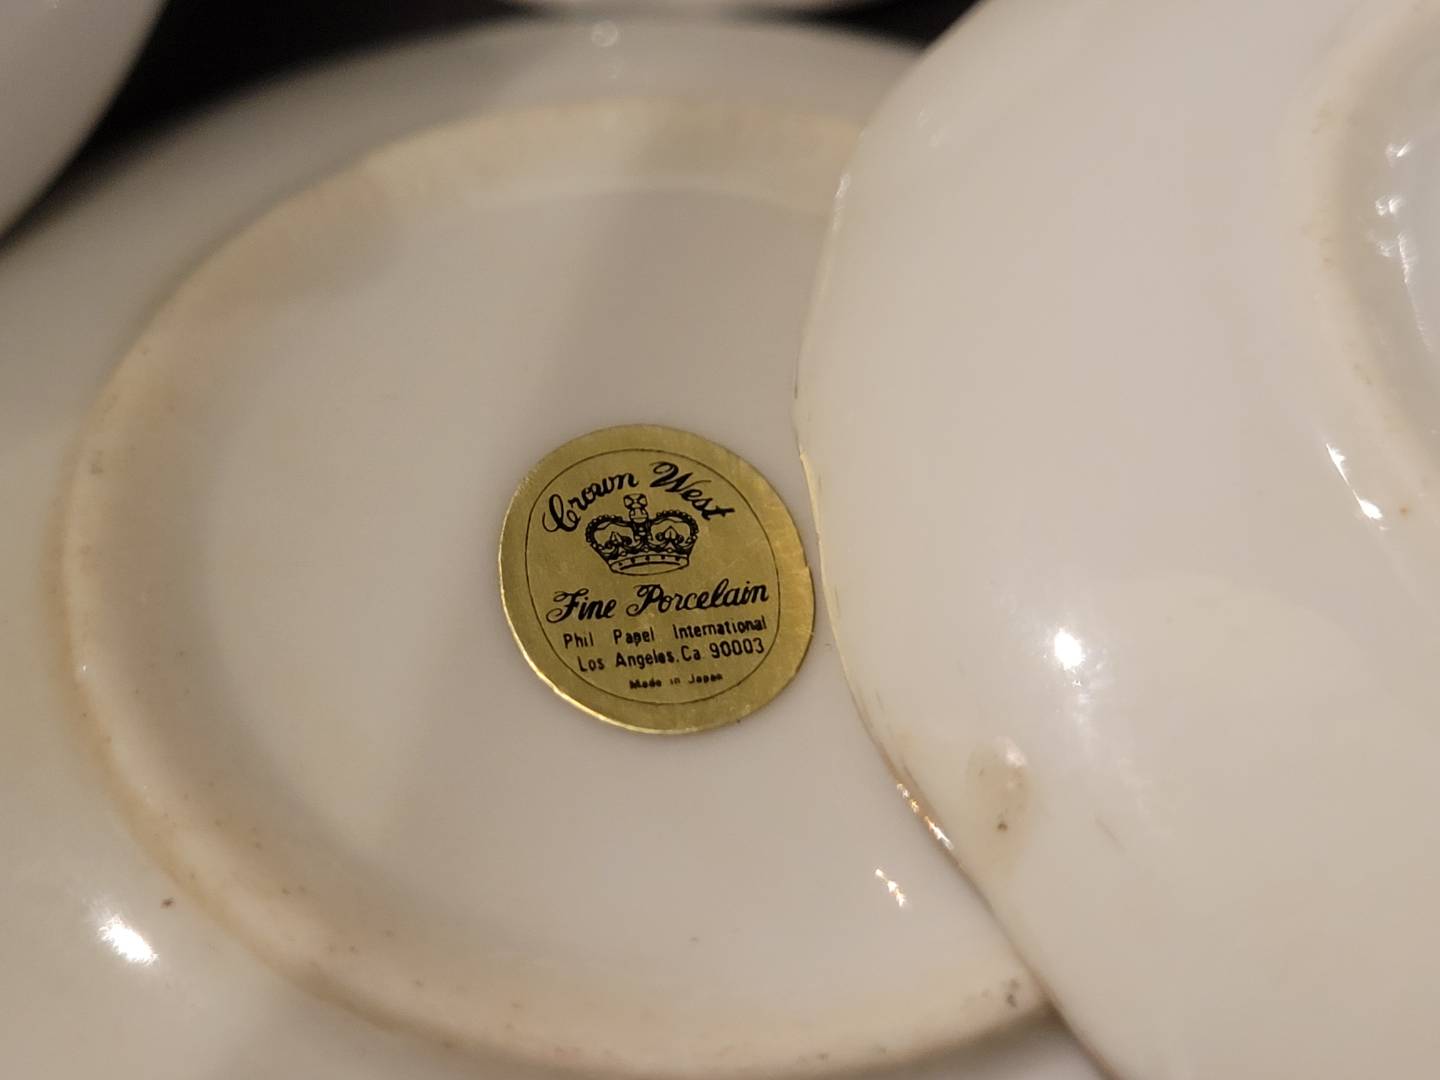 Crown West
Fine Porcelain
Phil Papel International
Los Angeles, Ca 90003
Made in Japan